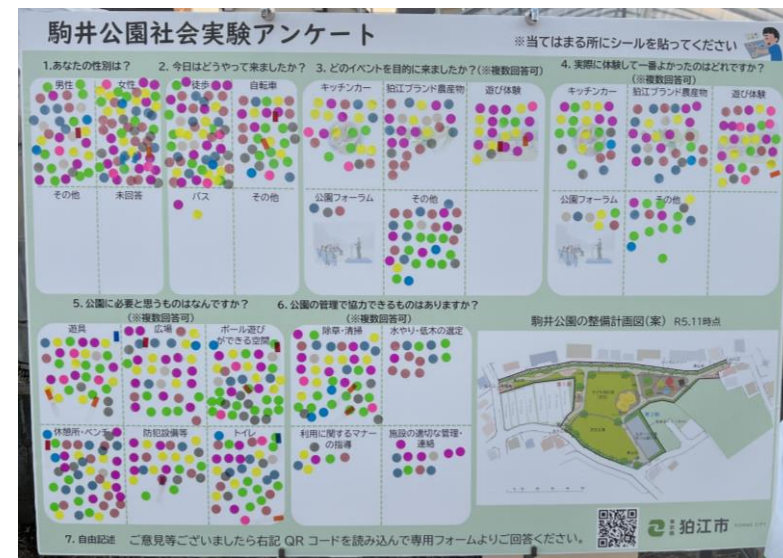 駒井公園社会実験アンケート
※当てはまる所にシールを貼ってください
1.あなたの性別は？
男性
女性
その他
未回答
2. 今日はどうやって来ましたか？
徒歩
自転車
バス
その他
3. どのイベントを目的に来ましたか？(※複数回答可)
キッチンカー
狛江ブランド農産物
遊び体験
公園フォーラム
その他
4. 実際に体験して一番よかったのはどれですか？
(※複数回答可)
キッチンカー
狛江ブランド農産物
遊び体験
公園フォーラム
その他
5. 公園に必要と思うものはなんですか？
(※複数回答可)
遊具
広場
ボール遊び
ができる空間
休憩所・ベンチ
防犯設備等
トイレ
6. 公園の管理で協力できるものはありますか？
(※複数回答可)
除草・清掃
水やり・低木の選定
利用に関するマナー
の指導
施設の適切な管理・
連絡
駒井公園の整備計画図(案) R5.11時点
7. 自由記述 ご意見等ございましたら右記 QR コードを読み込んで専用フォームよりご回答ください。
東京都
狛江市
KOMAE CITY